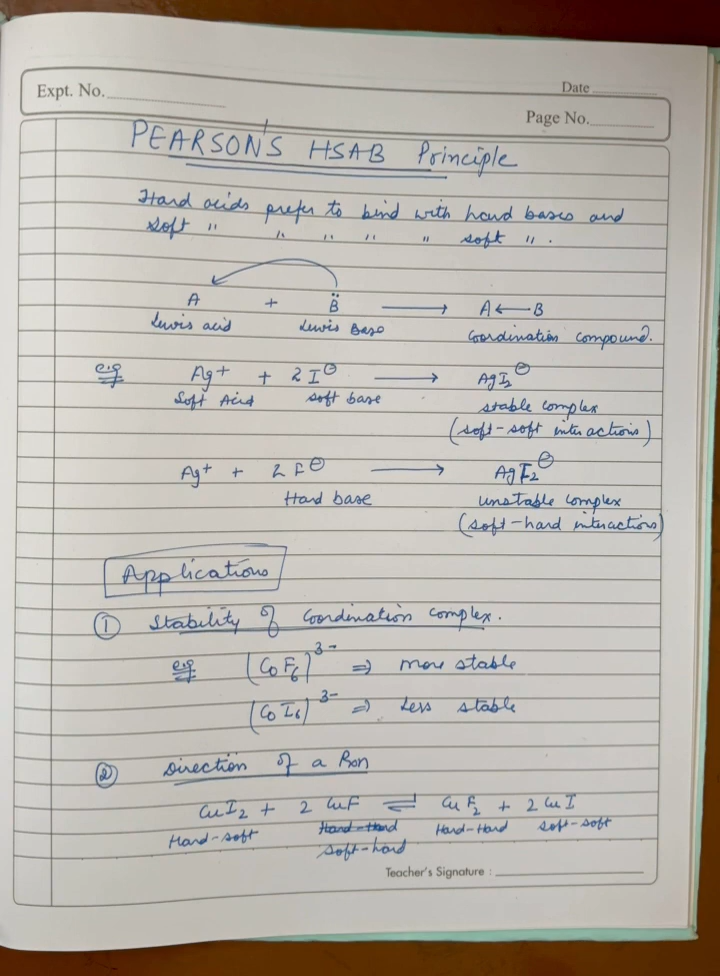 Expt. No.
Date
Page No.
PEARSON'S HSAB Principle
Hard acids prefer to bind with hard bases and
soft " " " " " soft " .
A + B̈ ⟶ A ⟵ B
Lewis acid Lewis Base Coordination compound.
e.g Ag+ + 2 I⊖ ⟶ AgI2⊖
Soft Acid soft base stable complex
(soft-soft interactions)
Ag+ + 2 F⊖ ⟶ AgF2⊖
Hard base unstable complex
(soft-hard interactions)
Applications
① Stability of Coordination Complex.
e.g (CoF6)3- ⇒ More stable
(CoI6)3- ⇒ Less stable
② Direction of a Rxn
CuI2 + 2 CuF ⇌ CuF2 + 2 CuI
Hard-soft Hard-Hard Hard-Hard Soft-soft
soft-hard
Teacher's Signature :